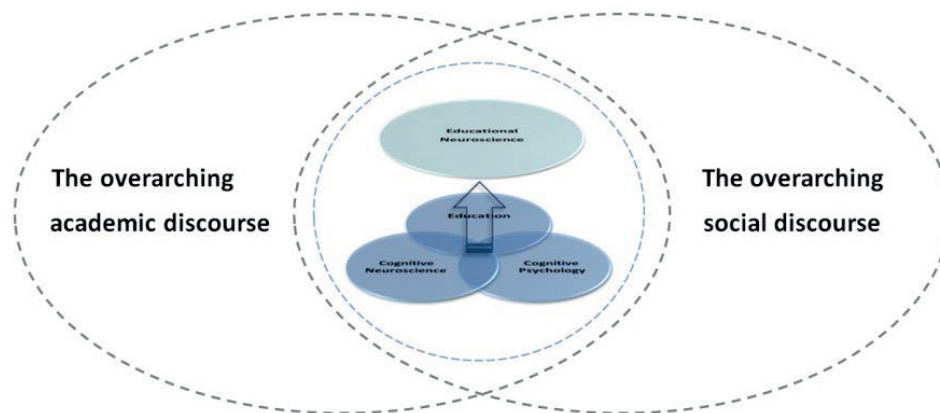 Educational
Neuroscience
The overarching
academic discourse
The overarching
social discourse
Education
Cognitive
Neuroscience
Cognitive
Psychology